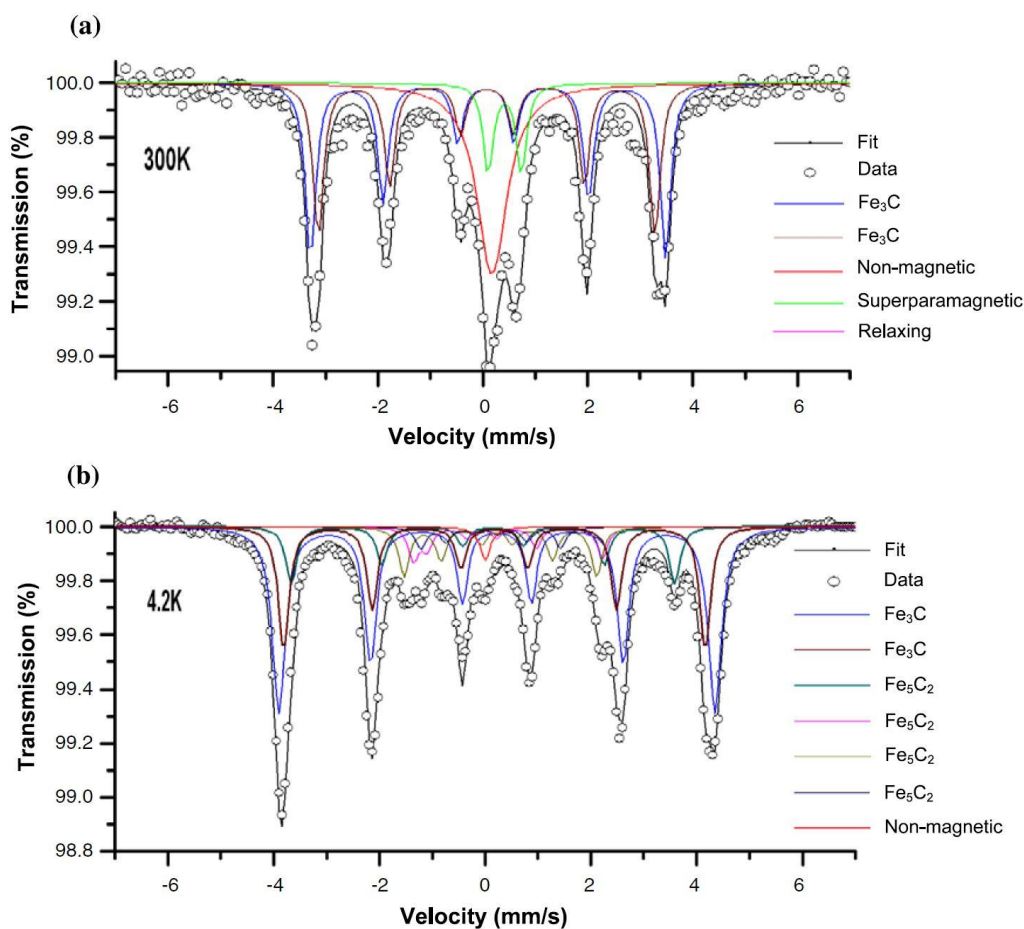 (a)
100.0
99.8
99.6
99.4
99.2
99.0
Transmission (%)
300K
Fit
Data
Fe₃C
Fe₃C
Non-magnetic
Superparamagnetic
Relaxing
-6 -4 -2 0 2 4 6
Velocity (mm/s)
(b)
100.0
99.8
99.6
99.4
99.2
99.0
98.8
Transmission (%)
4.2K
Fit
Data
Fe₃C
Fe₃C
Fe₅C₂
Fe₅C₂
Fe₅C₂
Fe₅C₂
Non-magnetic
-6 -4 -2 0 2 4 6
Velocity (mm/s)